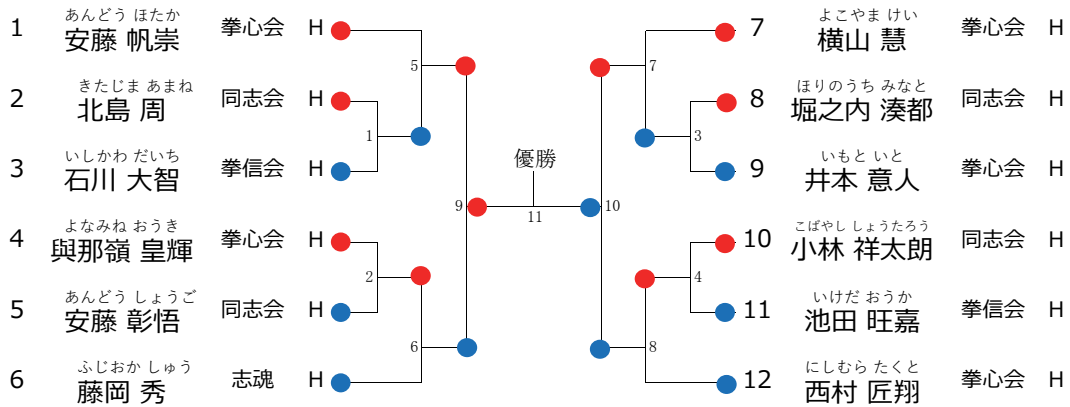 あんどう ほたか
1 安藤 帆崇 拳心会 H
きたじま あまね
2 北島 周 同志会 H
いしかわ だいち
3 石川 大智 拳信会 H
よなみね おうき
4 與那嶺 皇輝 拳心会 H
あんどう しょうご
5 安藤 彰悟 同志会 H
ふじおか しゅう
6 藤岡 秀 志魂 H
5
1
2
6
9
優勝
11
10
7
3
4
8
よこやま けい
7 横山 慧 拳心会 H
ほりのうち みなと
8 堀之内 湊都 同志会 H
いもと いと
9 井本 意人 拳心会 H
こばやし しょうたろう
10 小林 祥太朗 同志会 H
いけだ おうか
11 池田 旺嘉 拳信会 H
にしむら たくと
12 西村 匠翔 拳心会 H